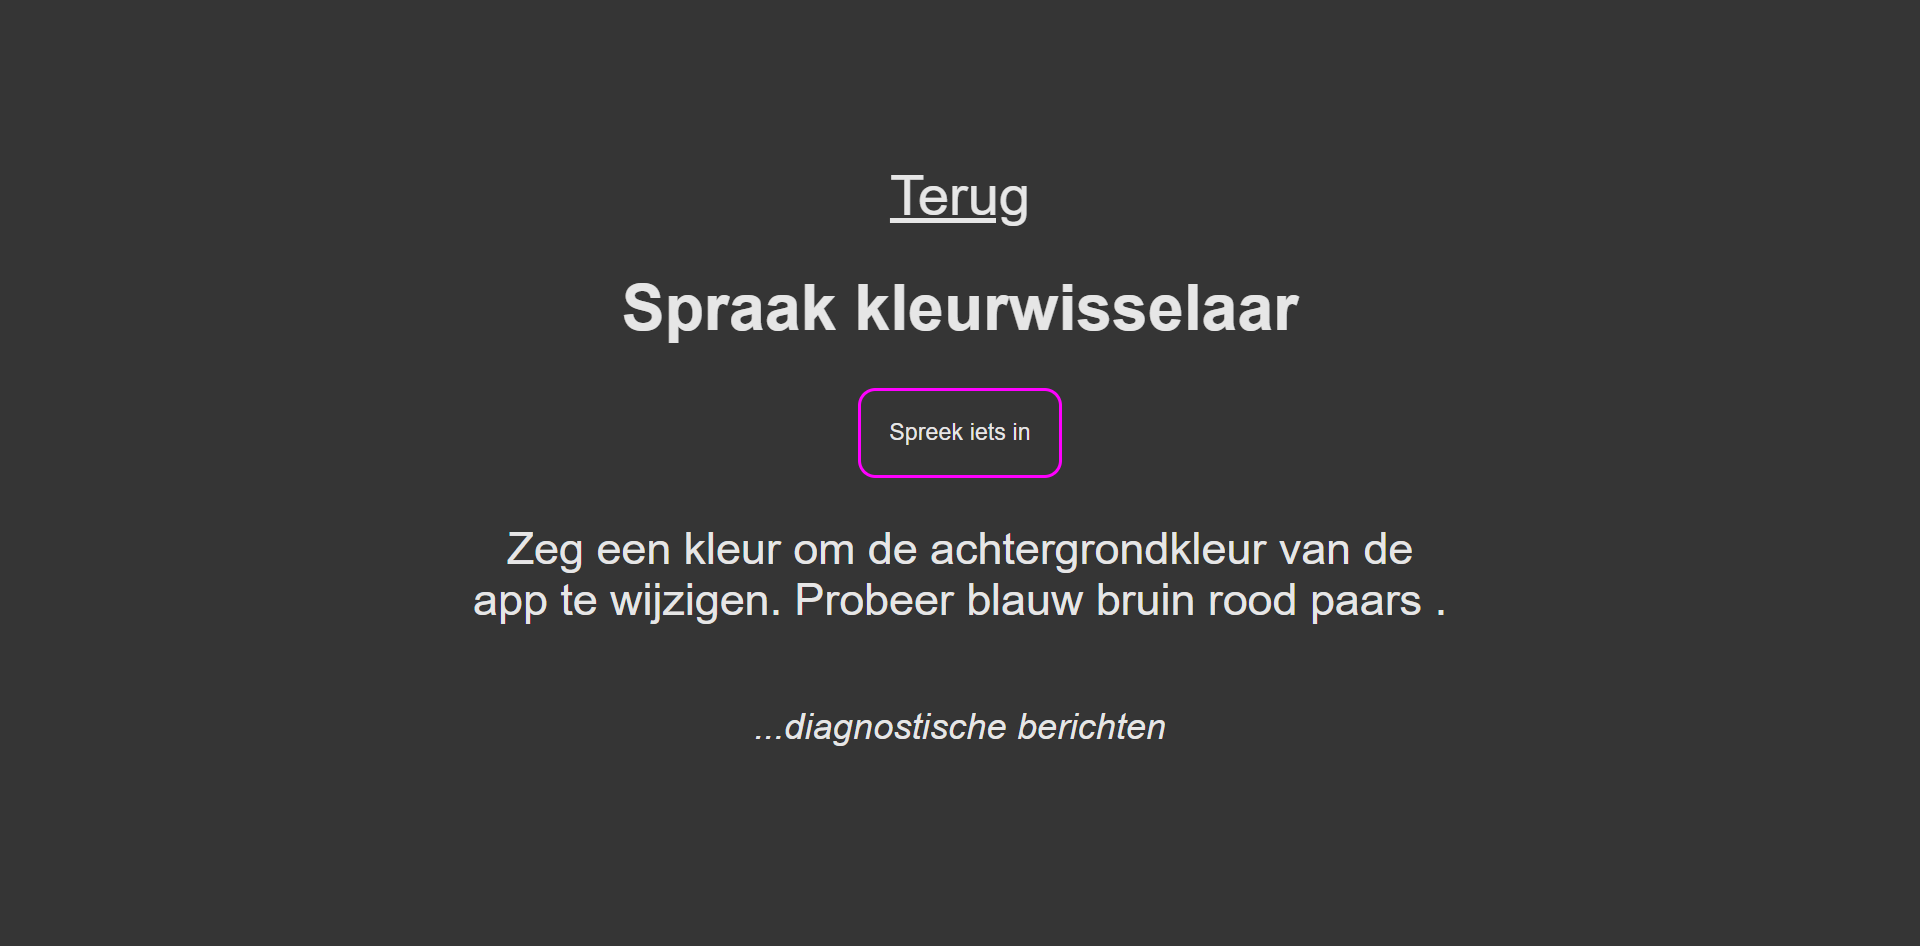 Terug
Spraak kleurwisselaar
Spreek iets in
Zeg een kleur om de achtergrondkleur van de
app te wijzigen. Probeer blauw bruin rood paars .
...diagnostische berichten